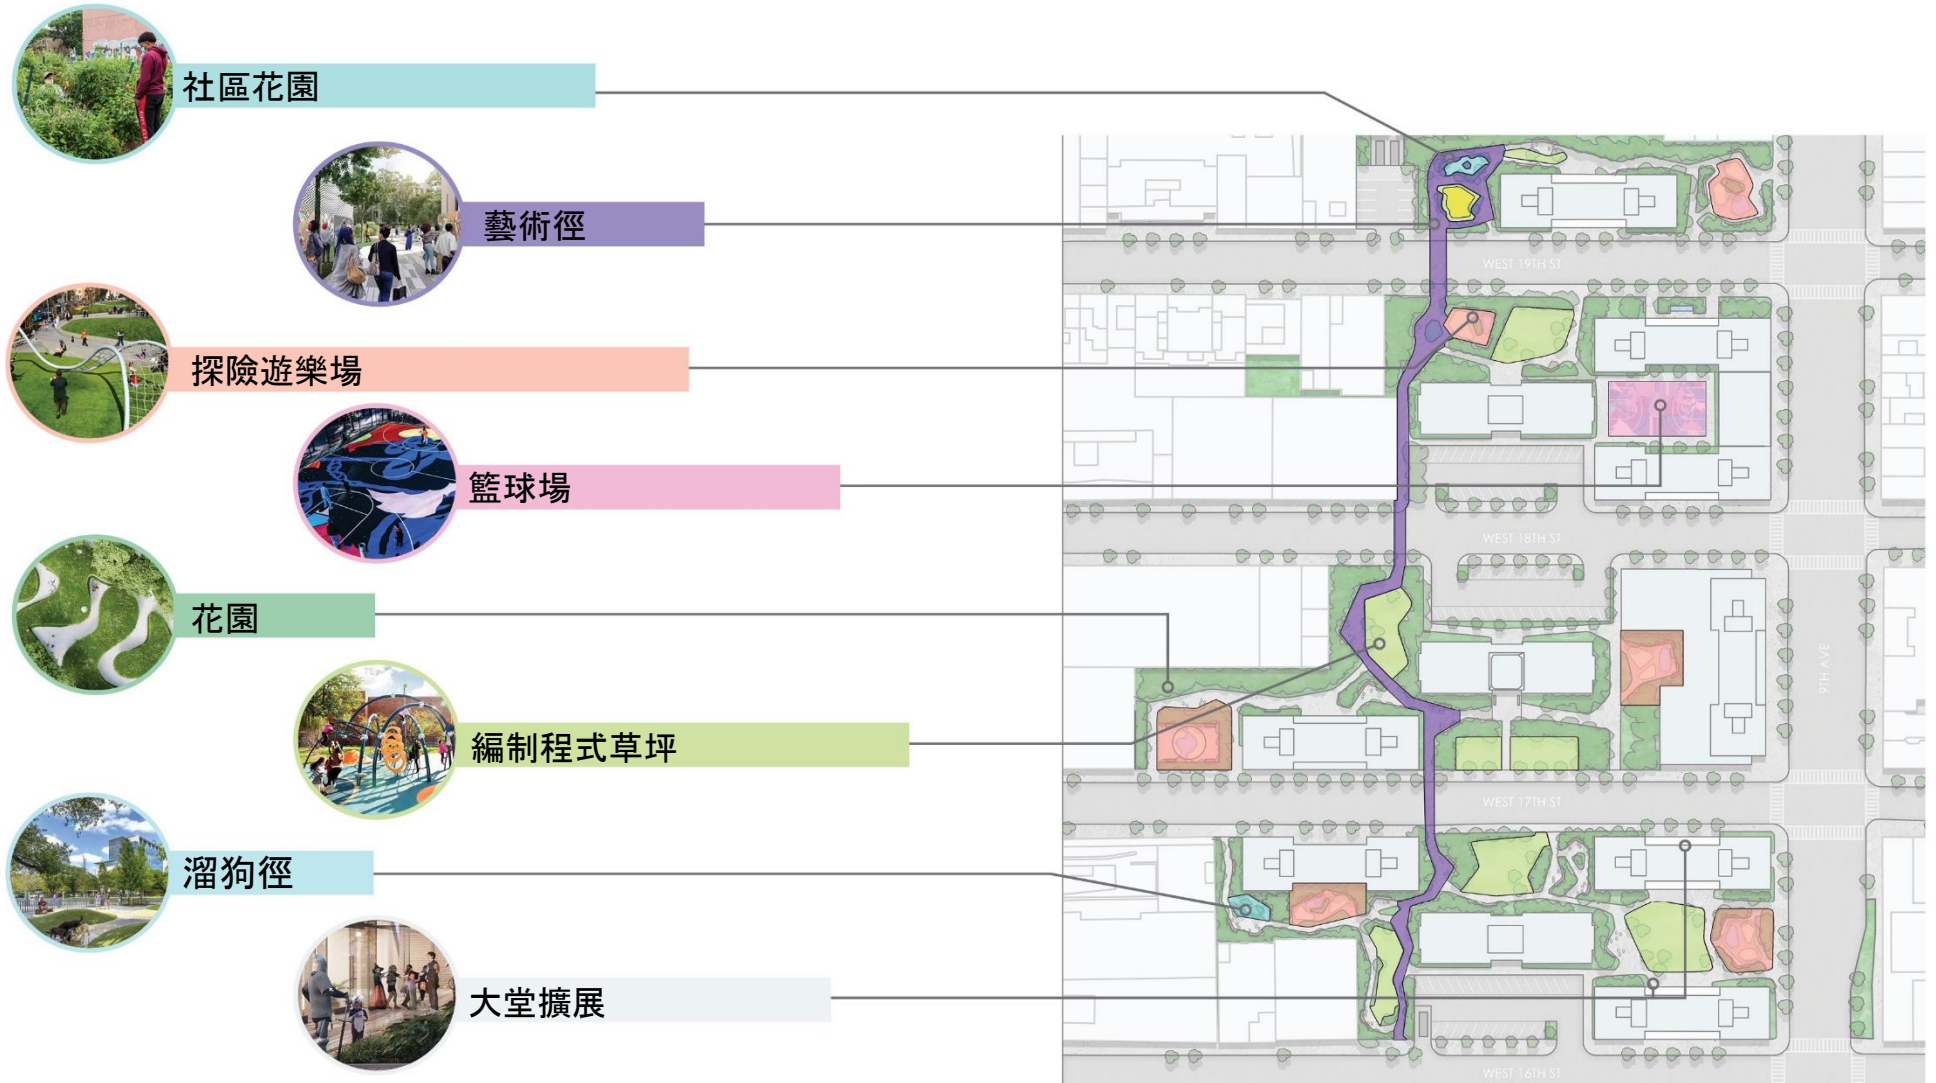 社區花園
藝術徑
探險遊樂場
籃球場
花園
編制程式草坪
溜狗徑
大堂擴展
WEST 19TH ST
WEST 18TH ST
9TH AVE
WEST 17TH ST
WEST 16TH ST